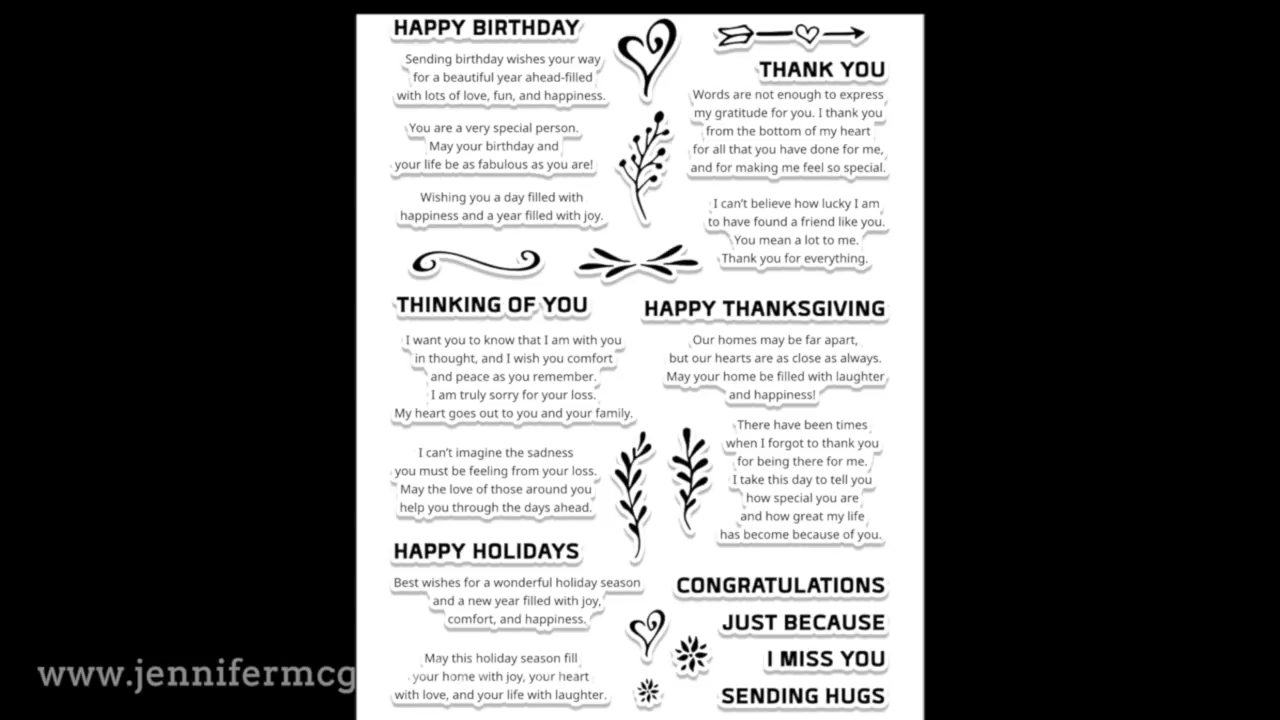 HAPPY BIRTHDAY
Sending birthday wishes your way
for a beautiful year ahead-filled
with lots of love, fun, and happiness.
You are a very special person.
May your birthday and
your life be as fabulous as you are!
Wishing you a day filled with
happiness and a year filled with joy.
THANK YOU
Words are not enough to express
my gratitude for you. I thank you
from the bottom of my heart
for all that you have done for me,
and for making me feel so special.
I can't believe how lucky I am
to have found a friend like you.
You mean a lot to me.
Thank you for everything.
THINKING OF YOU
I want you to know that I am with you
in thought, and I wish you comfort
and peace as you remember.
I am truly sorry for your loss.
My heart goes out to you and your family.
I can't imagine the sadness
you must be feeling from your loss.
May the love of those around you
help you through the days ahead.
HAPPY THANKSGIVING
Our homes may be far apart,
but our hearts are as close as always.
May your home be filled with laughter
and happiness!
There have been times
when I forgot to thank you
for being there for me.
I take this day to tell you
how special you are
and how great my life
has become because of you.
HAPPY HOLIDAYS
Best wishes for a wonderful holiday season
and a new year filled with joy,
comfort, and happiness.
May this holiday season fill
your home with joy, your heart
with love, and your life with laughter.
CONGRATULATIONS
JUST BECAUSE
I MISS YOU
SENDING HUGS
www.jennifermcg